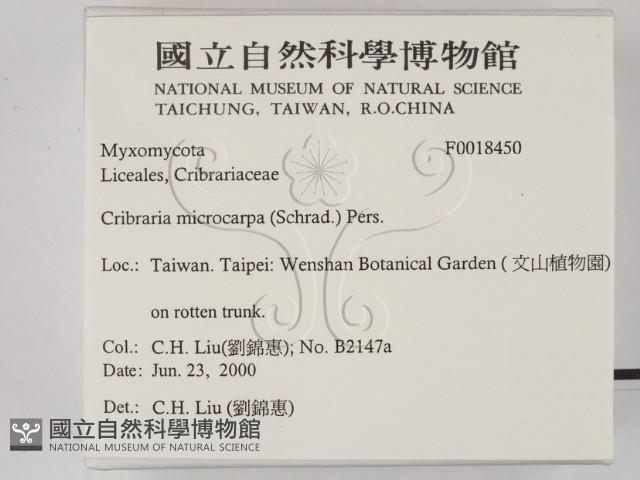 國立自然科學博物館
NATIONAL MUSEUM OF NATURAL SCIENCE
TAICHUNG, TAIWAN, R.O.CHINA
Myxomycota F0018450
Liceales, Cribrariaceae
Cribraria microcarpa (Schrad.) Pers.
Loc.: Taiwan. Taipei: Wenshan Botanical Garden ( 文山植物園)
on rotten trunk.
Col.: C.H. Liu(劉錦惠); No. B2147a
Date: Jun. 23, 2000
Det.: C.H. Liu (劉錦惠)
國立自然科學博物館
NATIONAL MUSEUM OF NATURAL SCIENCE